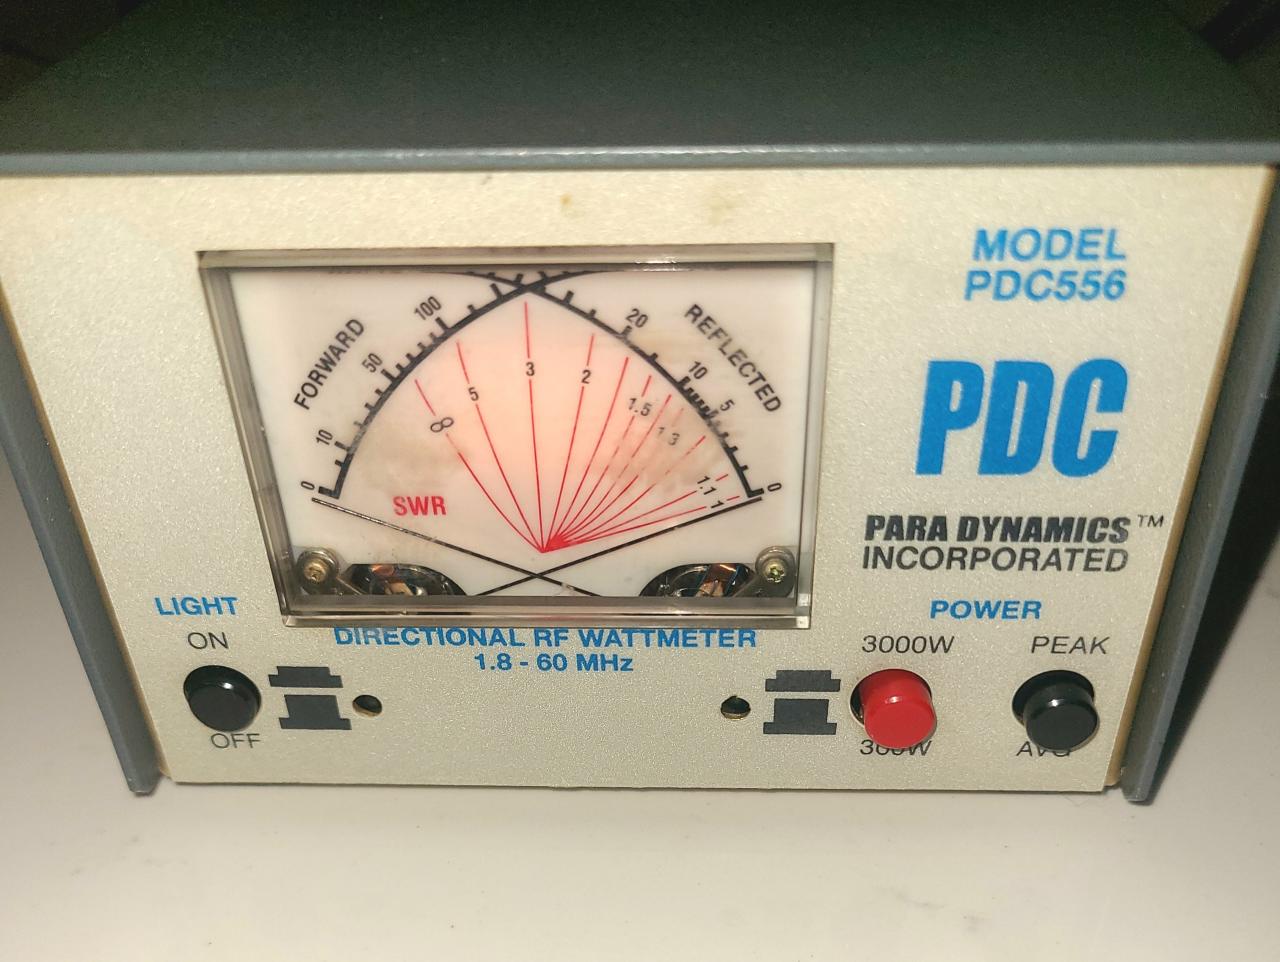 MODEL
PDC556
PDC
PARA DYNAMICS™
INCORPORATED
FORWARD
REFLECTED
0 10 50 100
20 10 5 0
∞ 5 3 2 1.5 1.3 1.1 1
SWR
DIRECTIONAL RF WATTMETER
1.8 - 60 MHz
LIGHT
ON
OFF
POWER
3000W PEAK
300W AVG